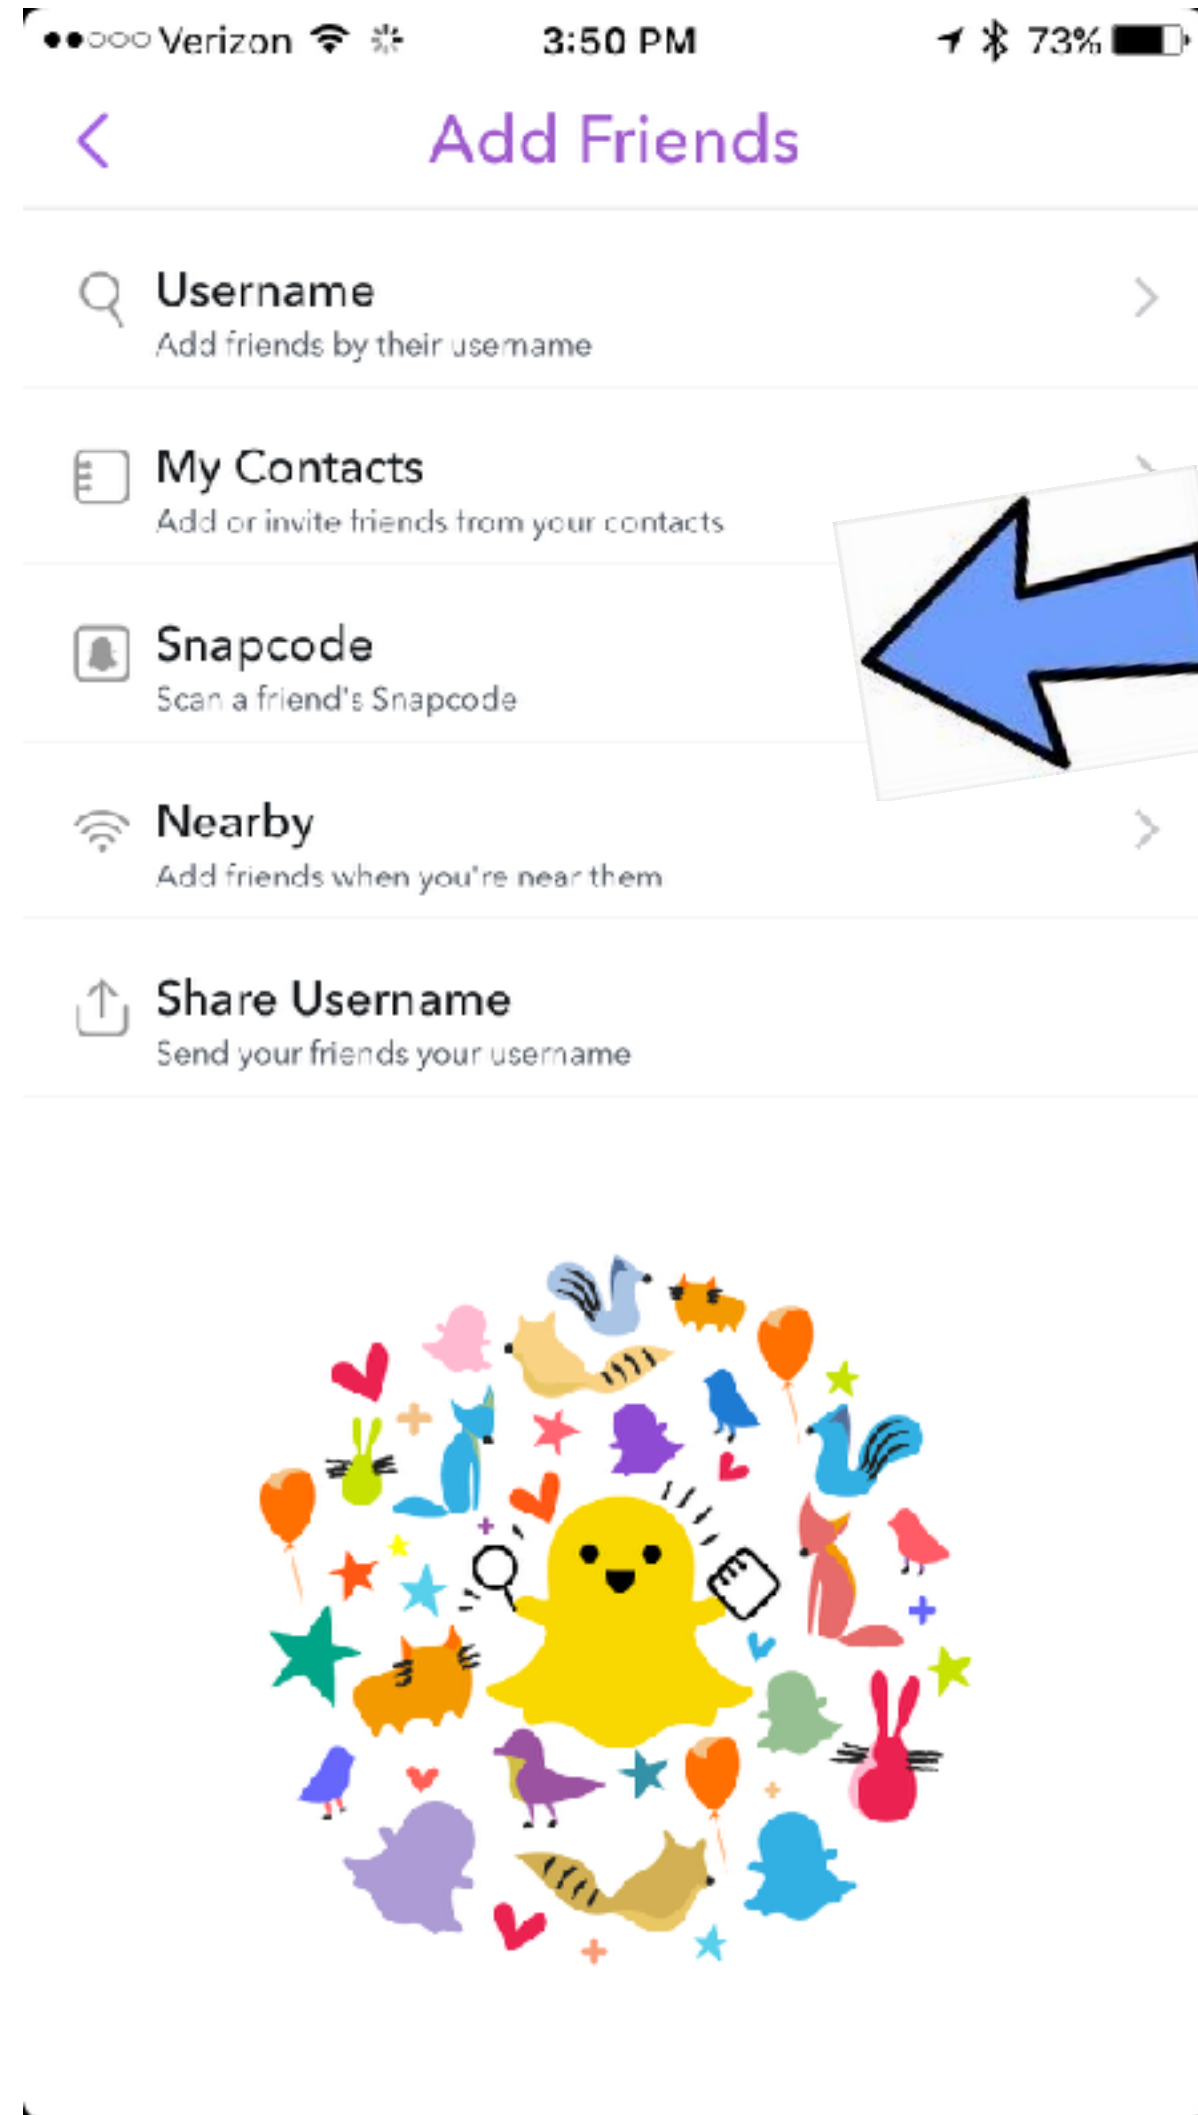 Verizon 3:50 PM 73%
Add Friends
Username
Add friends by their username
My Contacts
Add or invite friends from your contacts
Snapcode
Scan a friend's Snapcode
Nearby
Add friends when you're near them
Share Username
Send your friends your username